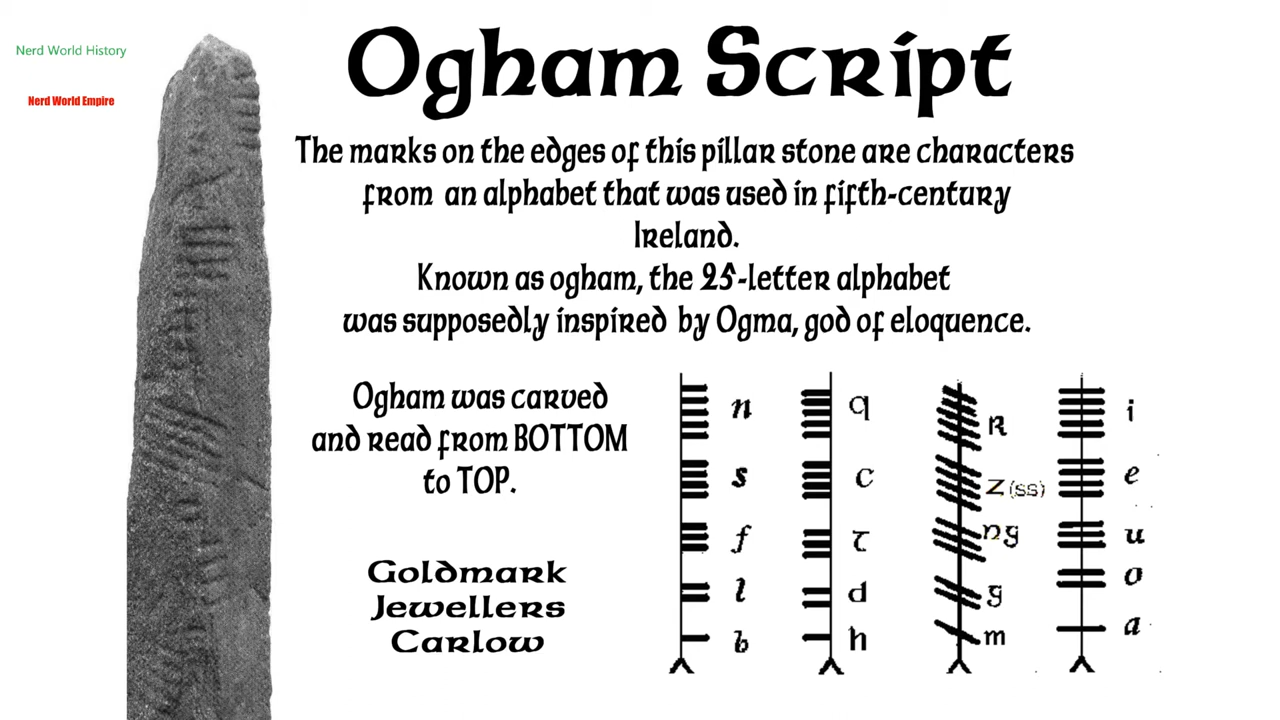 Nerd World History
Nerd World Empire
Ogham Script
The marks on the edges of this pillar stone are characters
from an alphabet that was used in fifth-century
Ireland.
Known as ogham, the 25-letter alphabet
was supposedly inspired by Ogma, god of eloquence.
Ogham was carved
and read from BOTTOM
to TOP.
Goldmark
Jewellers
Carlow
n
s
f
l
b
q
c
t
d
h
R
Z (ss)
ng
g
m
i
e
u
o
a